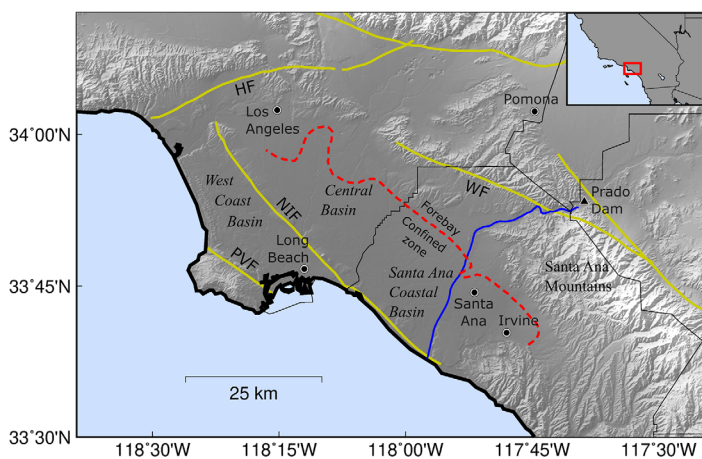 HF
Los
Angeles
Pomona
34°00'N
West
Coast
Basin
NIF
Central
Basin
WF
Prado
Dam
Forebay
Confined
zone
Long
Beach
PVF
Santa Ana
Coastal
Basin
Santa Ana
Mountains
33°45'N
Santa
Ana
Irvine
25 km
33°30'N
118°30'W
118°15'W
118°00'W
117°45'W
117°30'W